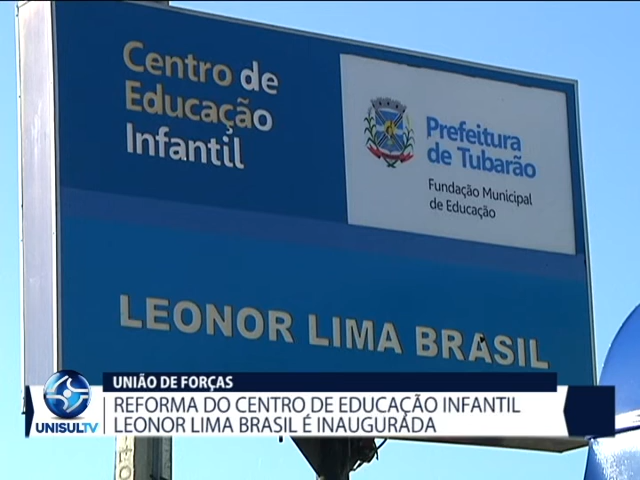 Centro de
Educação
Infantil
Prefeitura
de Tubarão
Fundação Municipal
de Educação
LEONOR LIMA BRASIL
UNIÃO DE FORÇAS
REFORMA DO CENTRO DE EDUCAÇÃO INFANTIL
LEONOR LIMA BRASIL É INAUGURADA
UNISULTV